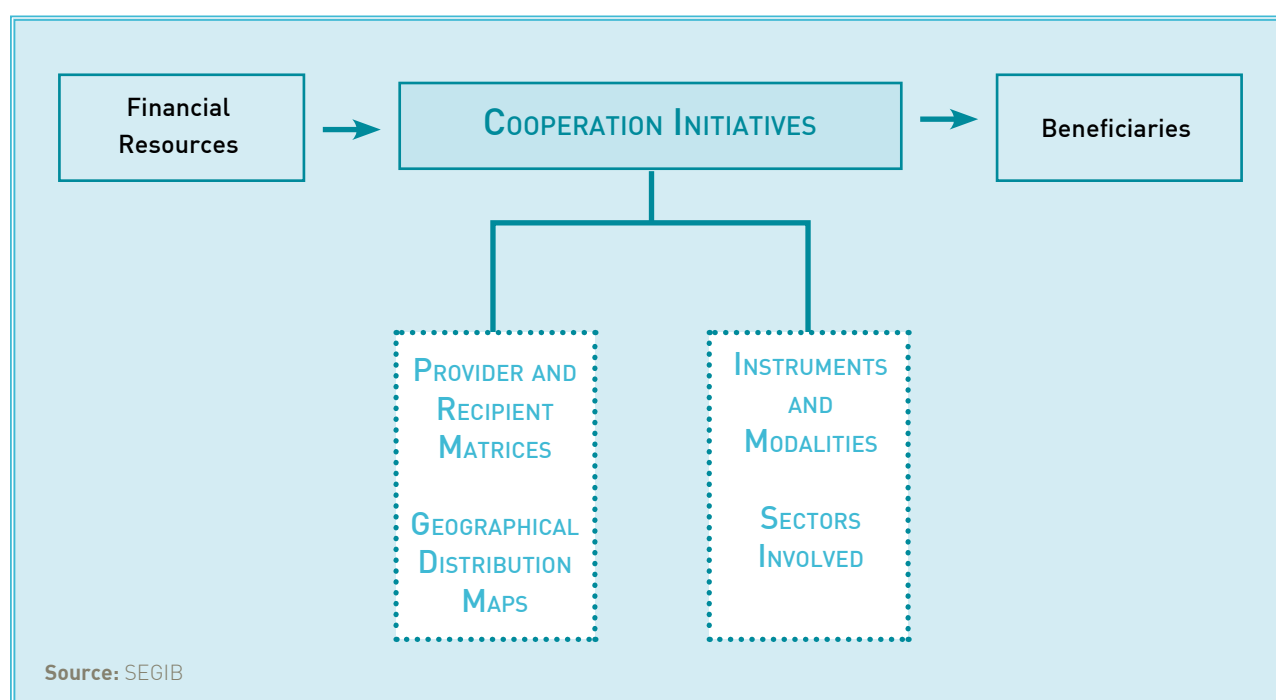 Financial
Resources
COOPERATION INITIATIVES
Beneficiaries
PROVIDER AND
RECIPIENT
MATRICES
GEOGRAPHICAL
DISTRIBUTION
MAPS
INSTRUMENTS
AND
MODALITIES
SECTORS
INVOLVED
Source: SEGIB